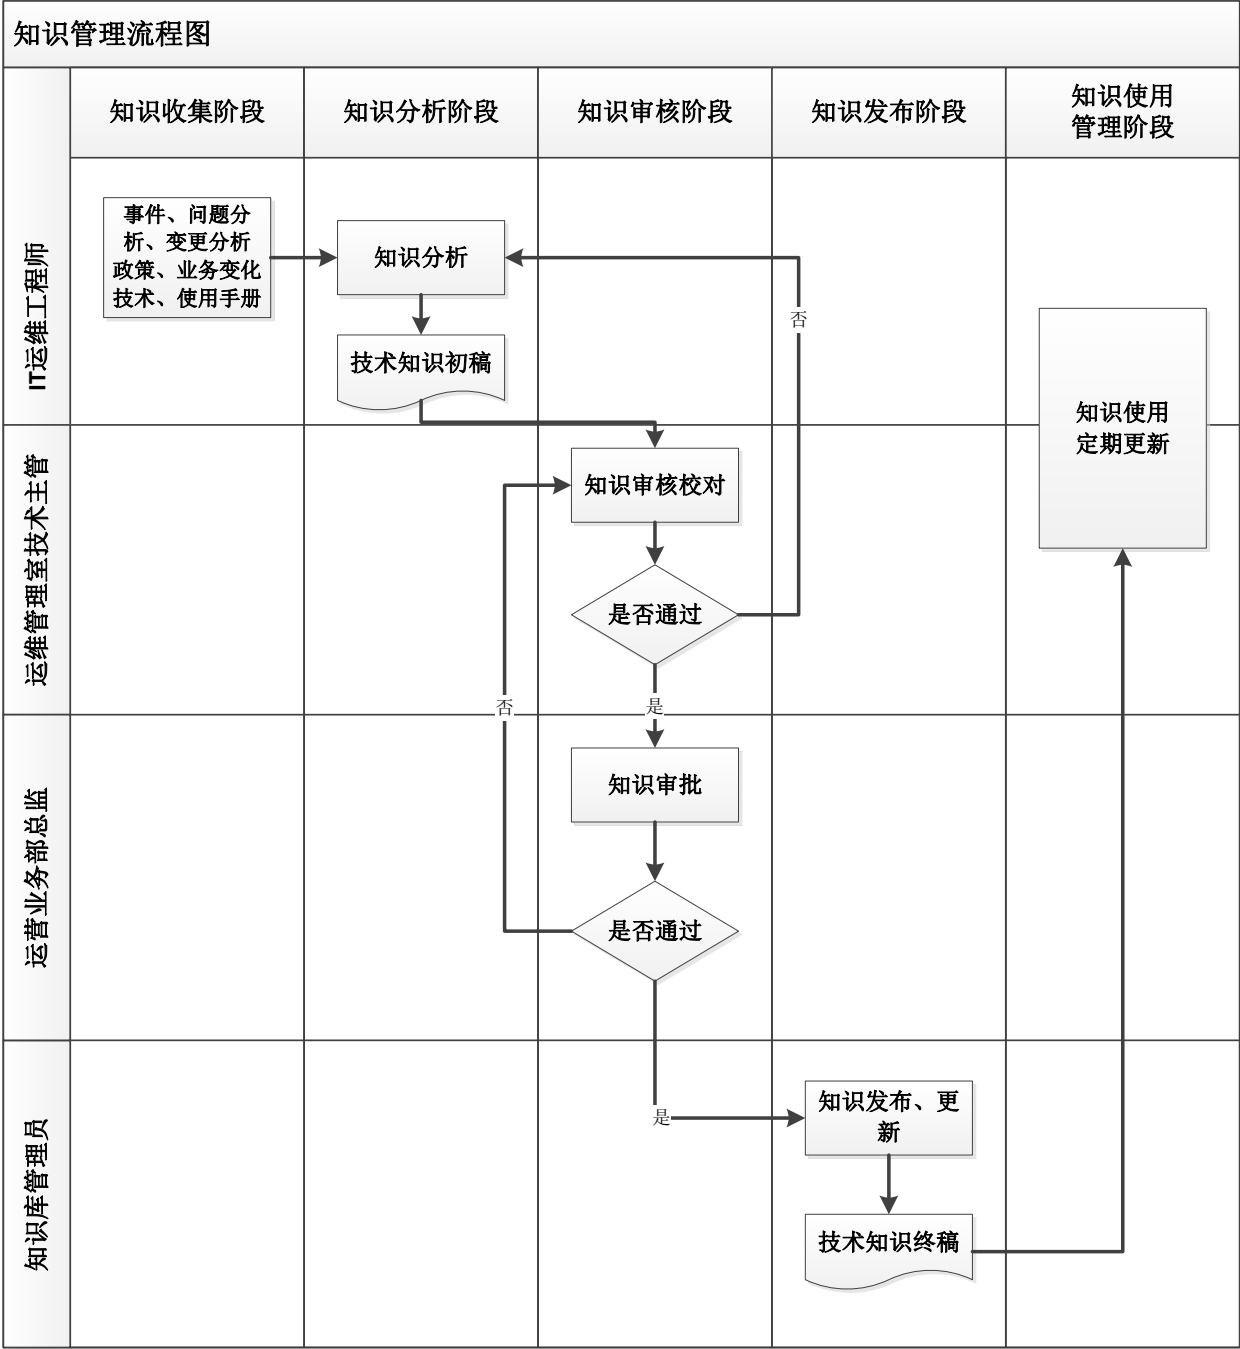 知识管理流程图
知识收集阶段
知识分析阶段
知识审核阶段
知识发布阶段
知识使用
管理阶段
IT运维工程师
事件、问题分
析、变更分析
政策、业务变化
技术、使用手册
知识分析
技术知识初稿
否
知识使用
定期更新
运维管理室技术主管
知识审核校对
是否通过
否
是
运营业务部总监
知识审批
是否通过
知识库管理员
是
知识发布、更
新
技术知识终稿